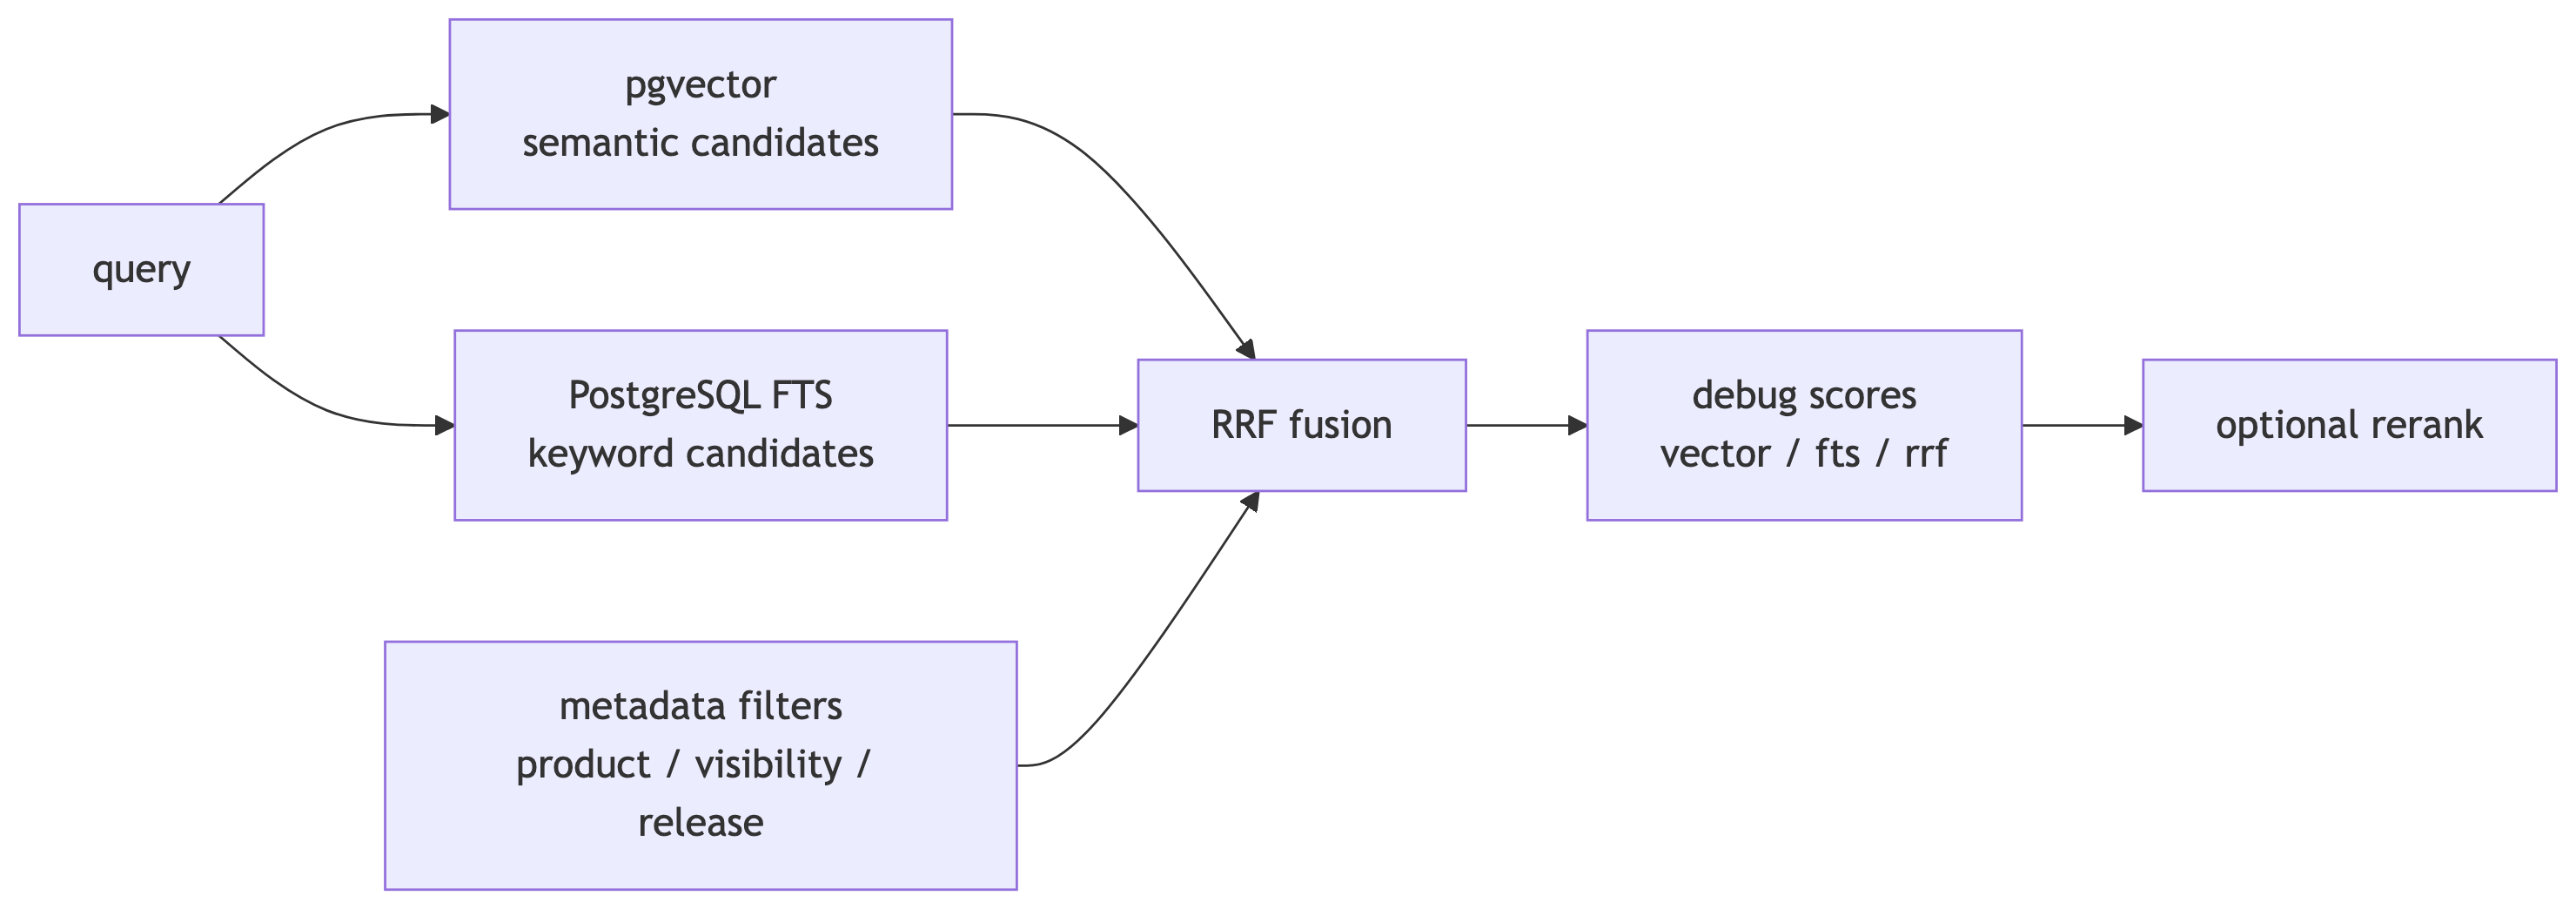 query
pgvector
semantic candidates
PostgreSQL FTS
keyword candidates
metadata filters
product / visibility /
release
RRF fusion
debug scores
vector / fts / rrf
optional rerank